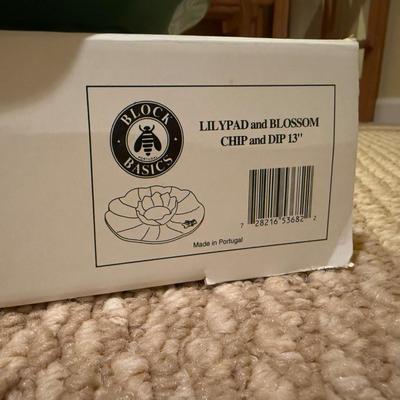 BLOCK
BASICS
LILYPAD and BLOSSOM
CHIP and DIP 13"
7 28216 53682 2
Made in Portugal